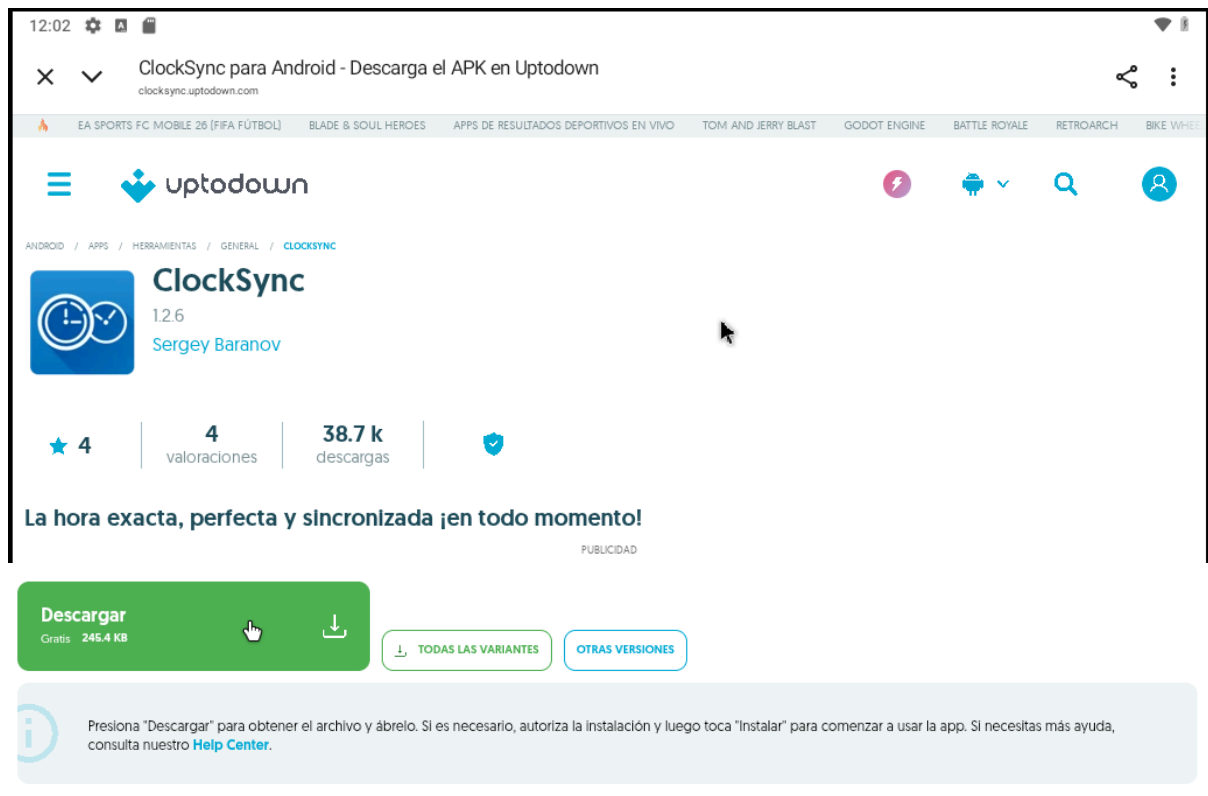 12:02
ClockSync para Android - Descarga el APK en Uptodown
clocksync.uptodown.com
EA SPORTS FC MOBILE 26 (FIFA FÚTBOL) BLADE & SOUL HEROES APPS DE RESULTADOS DEPORTIVOS EN VIVO TOM AND JERRY BLAST GODOT ENGINE BATTLE ROYALE RETROARCH BIKE WHEE
uptodown
ANDROID / APPS / HERRAMIENTAS / GENERAL / CLOCKSYNC
ClockSync
1.2.6
Sergey Baranov
4 4 38.7 k
valoraciones descargas
La hora exacta, perfecta y sincronizada ¡en todo momento!
PUBLICIDAD
Descargar
Gratis 245.4 KB
TODAS LAS VARIANTES OTRAS VERSIONES
Presiona "Descargar" para obtener el archivo y ábrelo. Si es necesario, autoriza la instalación y luego toca "Instalar" para comenzar a usar la app. Si necesitas más ayuda,
consulta nuestro Help Center.